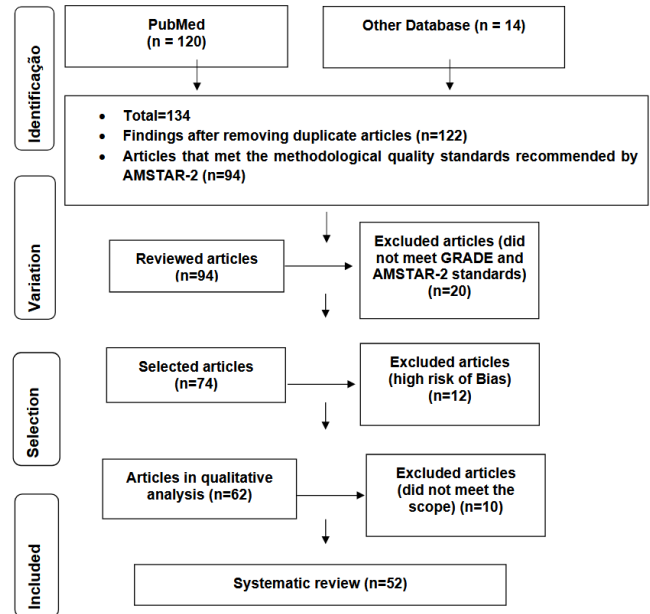 PubMed
(n = 120)
Other Database (n = 14)
Identificação
• Total=134
• Findings after removing duplicate articles (n=122)
• Articles that met the methodological quality standards recommended by
AMSTAR-2 (n=94)
Variation
Reviewed articles
(n=94)
Excluded articles (did
not meet GRADE and
AMSTAR-2 standards)
(n=20)
Selection
Selected articles
(n=74)
Excluded articles
(high risk of Bias)
(n=12)
Articles in qualitative
analysis (n=62)
Excluded articles
(did not meet the
scope) (n=10)
Included
Systematic review (n=52)